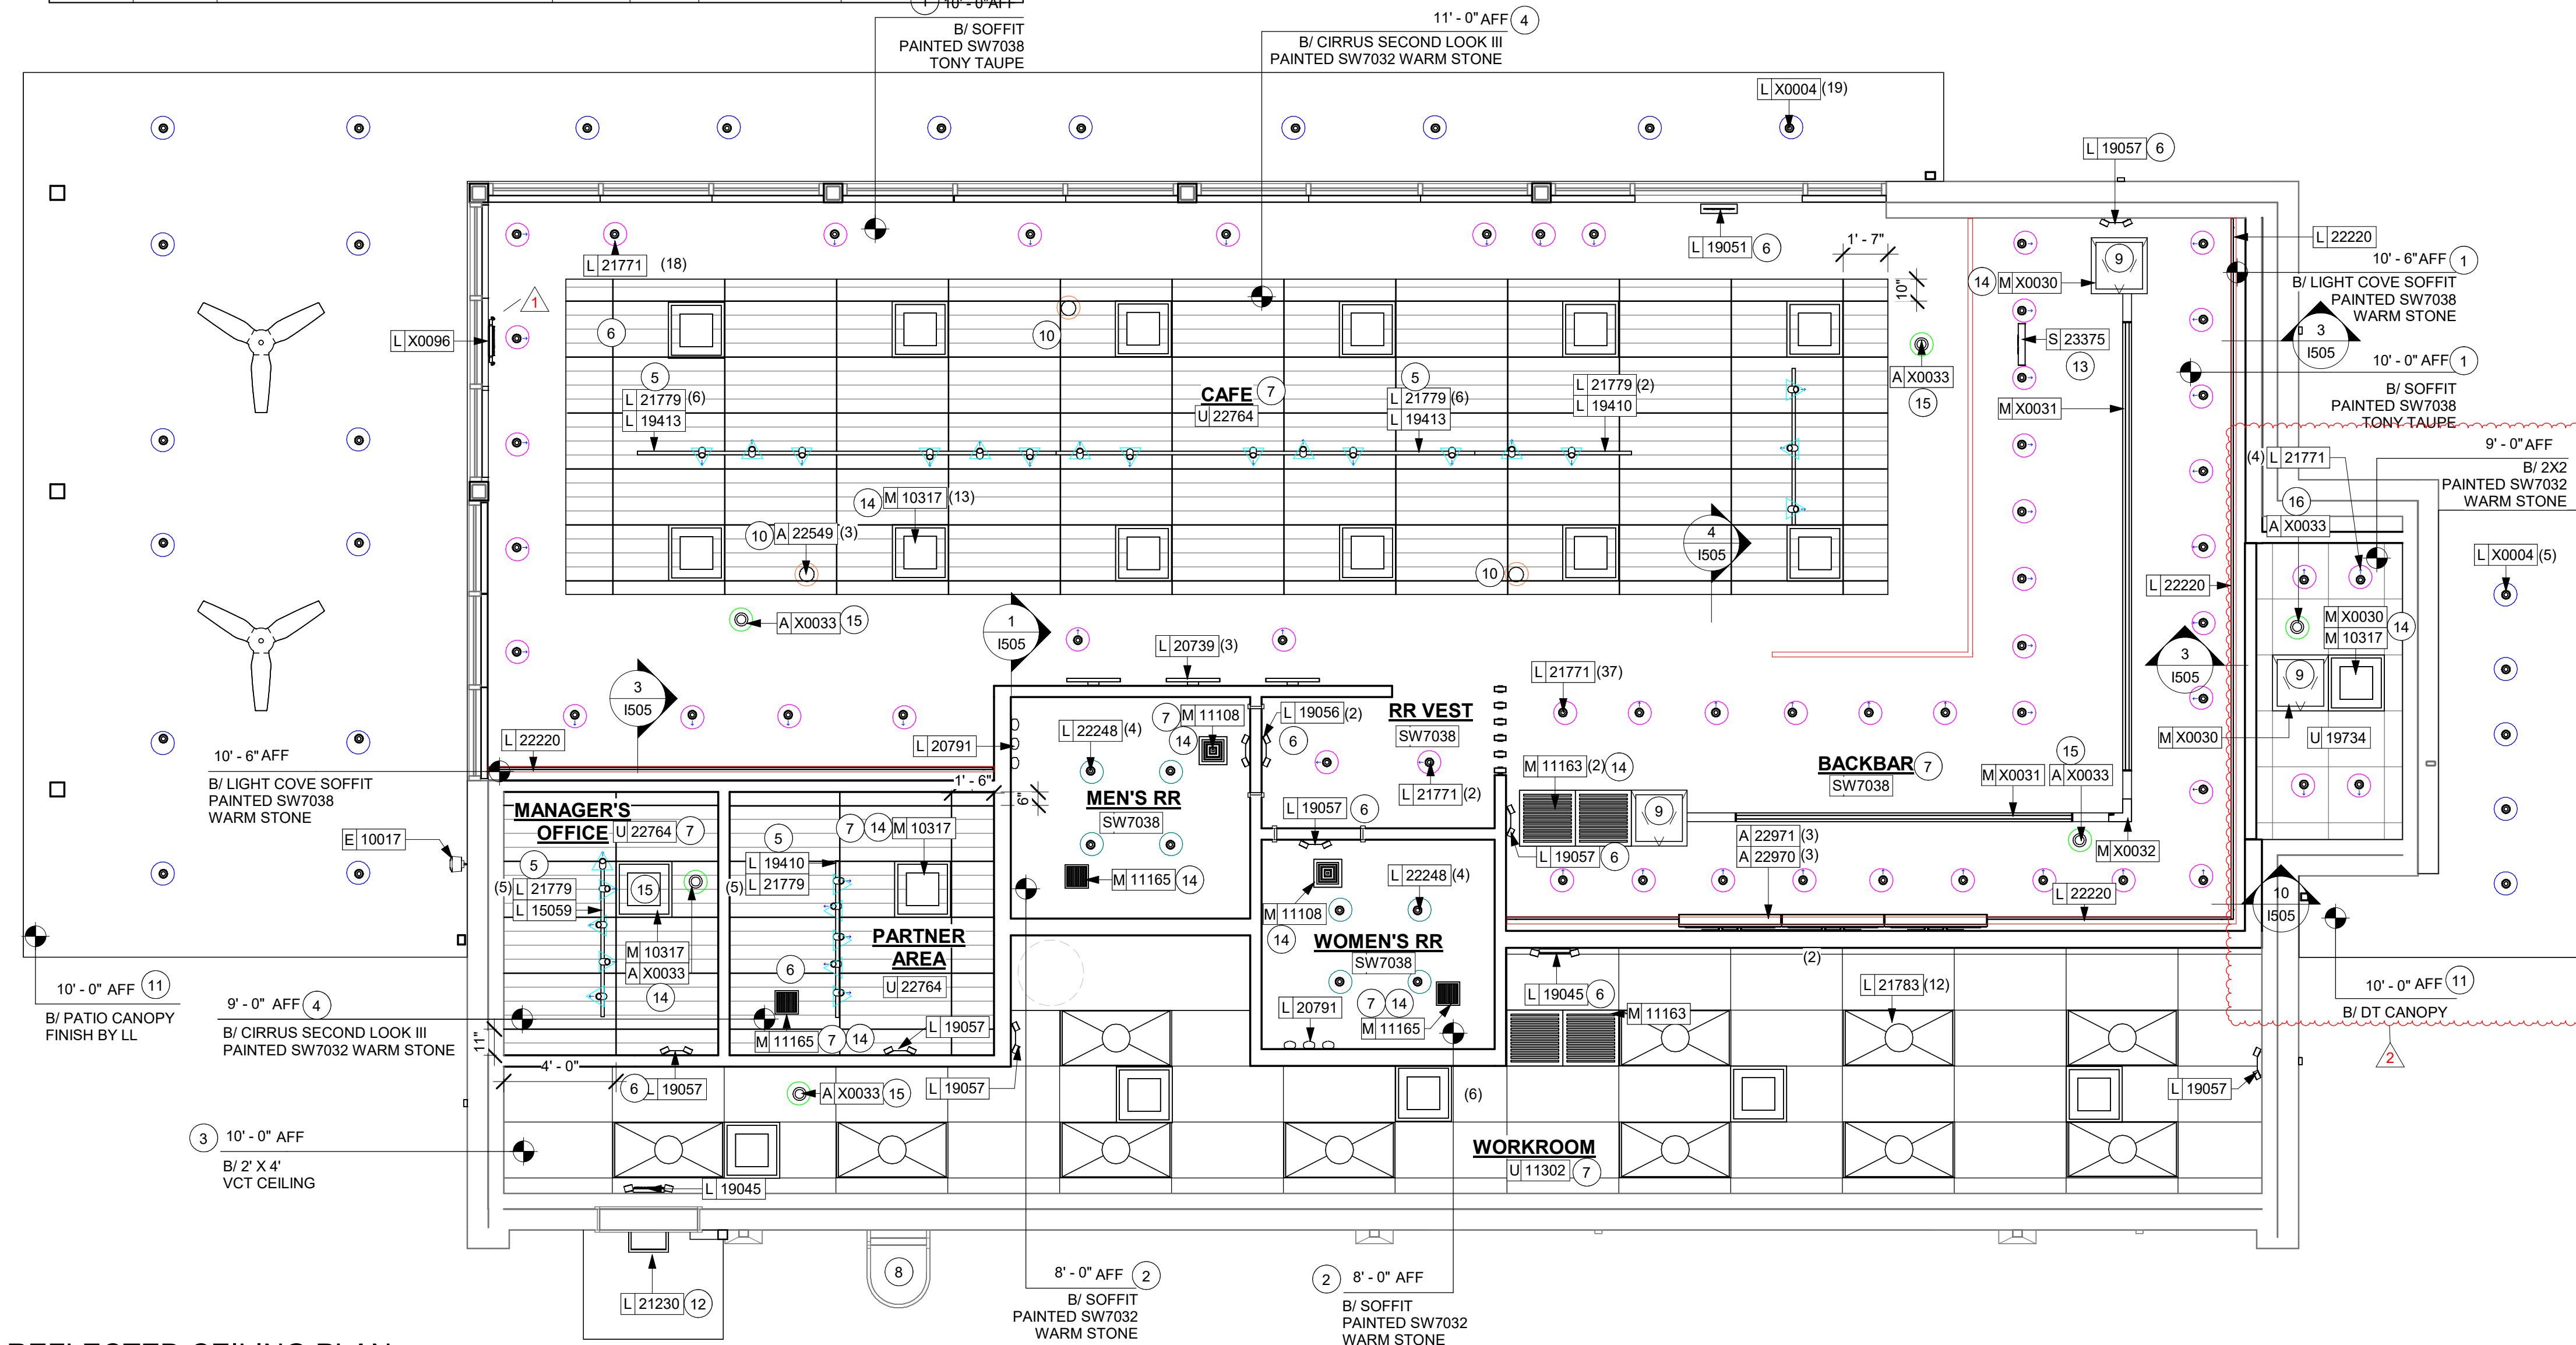 1 10' - 0" AFF
B/ SOFFIT
PAINTED SW7038
TONY TAUPE
11' - 0" AFF 4
B/ CIRRUS SECOND LOOK III
PAINTED SW7032 WARM STONE
L X0004 (19)
L 19057 6
L 22220
10' - 6" AFF 1
B/ LIGHT COVE SOFFIT
PAINTED SW7038
WARM STONE
3
I505
10' - 0" AFF 1
B/ SOFFIT
PAINTED SW7038
TONY TAUPE
9' - 0" AFF
B/ 2X2
PAINTED SW7032
WARM STONE
L 21771 (18)
L 19051 6
1' - 7"
10"
9
14 M X0030
S 23375
13
M X0031
A X0033
15
1
L X0096
6
10
5
L 21779 (6)
L 19413
CAFE 7
U 22764
5
L 21779 (6)
L 19413
L 21779 (2)
L 19410
14 M 10317 (13)
10 A 22549 (3)
10
4
I505
(4) L 21771
16
A X0033
L X0004 (5)
L 22220
A X0033 15
1
I505
L 20739 (3)
M X0030
M 10317
14
9
M X0030
U 19734
3
I505
3
I505
L 21771 (37)
L 22220
L 20791
10' - 6" AFF
B/ LIGHT COVE SOFFIT
PAINTED SW7038
WARM STONE
L 22248 (4)
7 M 11108
14
L 19056 (2)
6
RR VEST
SW7038
L 21771 (2)
M 11163 (2) 14
9
BACKBAR 7
SW7038
15
M X0031
A X0033
M X0032
1' - 6"
6"
MEN'S RR
SW7038
L 19057 6
L 19057 6
A 22971 (3)
A 22970 (3)
L 22220
10
I505
E 10017
MANAGER'S
OFFICE
U 22764 7
5
(5) L 21779
L 15059
15
M 10317
A X0033
14
5
L 19410
(5) L 21779
7 14 M 10317
PARTNER
AREA
U 22764
6
M 11165 7 14
L 19057
M 11165 14
M 11108
14
L 22248 (4)
WOMEN'S RR
SW7038
L 20791
7 14
M 11165
L 19045 6
M 11163
(2)
L 21783 (12)
10' - 0" AFF 11
B/ PATIO CANOPY
FINISH BY LL
9' - 0" AFF 4
B/ CIRRUS SECOND LOOK III
PAINTED SW7032 WARM STONE
11"
4' - 0"
6 L 19057
L 19057
A X0033 15
(6)
L 19057
10' - 0" AFF 11
B/ DT CANOPY
2
3 10' - 0" AFF
B/ 2' X 4'
VCT CEILING
WORKROOM
U 11302 7
L 19045
L 21230 12
8
8' - 0" AFF 2
B/ SOFFIT
PAINTED SW7032
WARM STONE
2 8' - 0" AFF
B/ SOFFIT
PAINTED SW7032
WARM STONE
REFLECTED CEILING PLAN